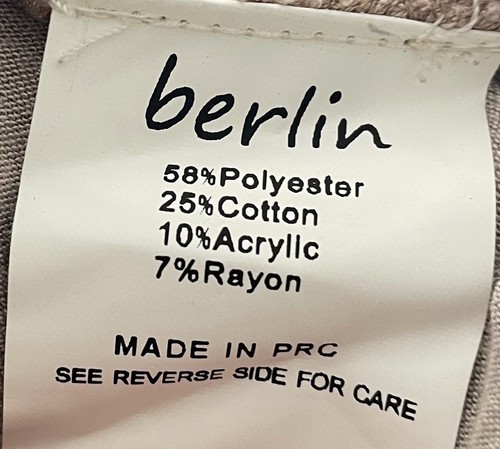 berlin
58%Polyester
25%Cotton
10%Acrylic
7%Rayon
MADE IN PRC
SEE REVERSE SIDE FOR CARE